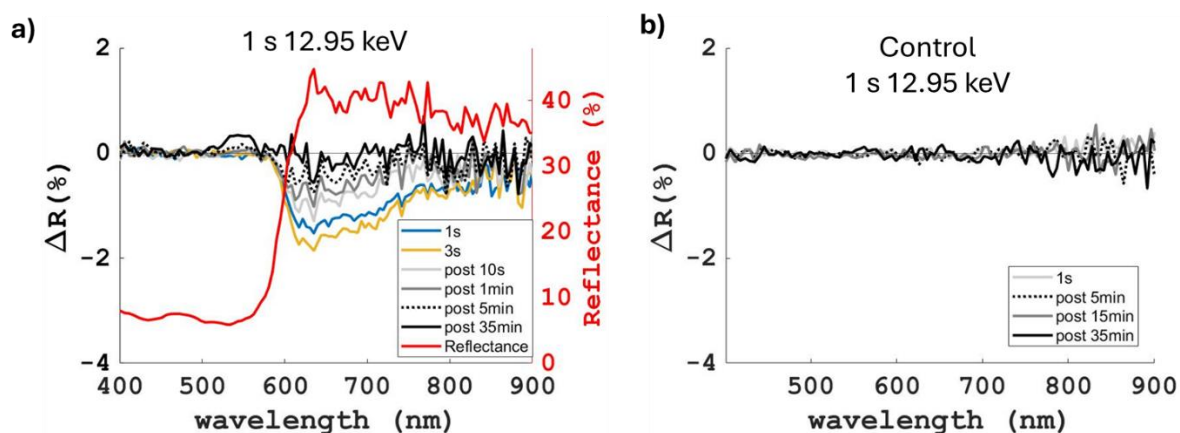 a)
1 s 12.95 keV
ΔR(%)
2
0
-2
-4
400 500 600 700 800 900
wavelength (nm)
Reflectance (%)
40
30
20
10
0
1s
3s
post 10s
post 1min
post 5min
post 35min
Reflectance
b)
Control
1 s 12.95 keV
ΔR(%)
2
0
-2
-4
500 600 700 800 900
wavelength (nm)
1s
post 5min
post 15min
post 35min